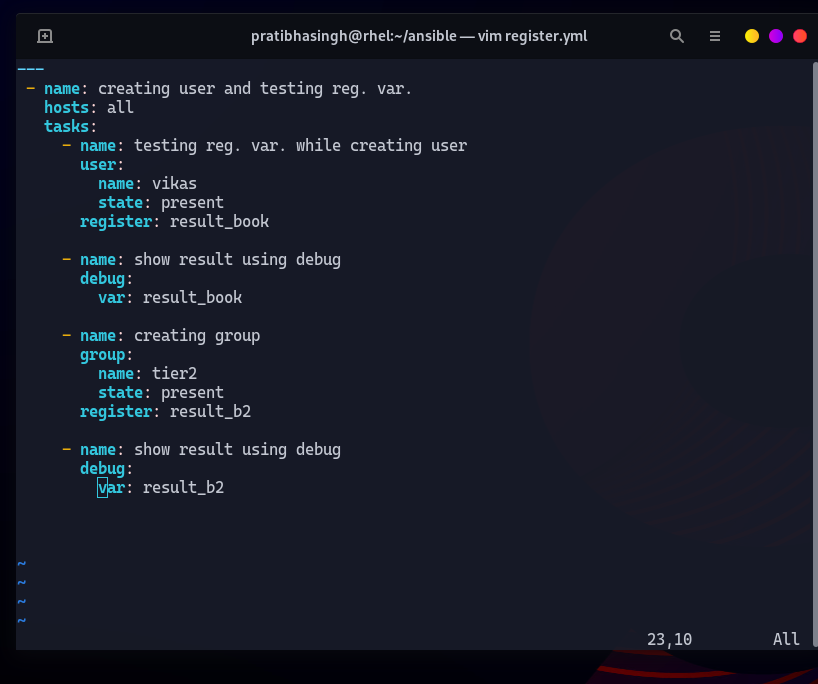 pratibhasingh@rhel:~/ansible — vim register.yml
---
 - name: creating user and testing reg. var.
   hosts: all
   tasks:
     - name: testing reg. var. while creating user
       user:
         name: vikas
         state: present
       register: result_book

     - name: show result using debug
       debug:
         var: result_book

     - name: creating group
       group:
         name: tier2
         state: present
       register: result_b2

     - name: show result using debug
       debug:
         var: result_b2
~
~
~
~
23,10 All